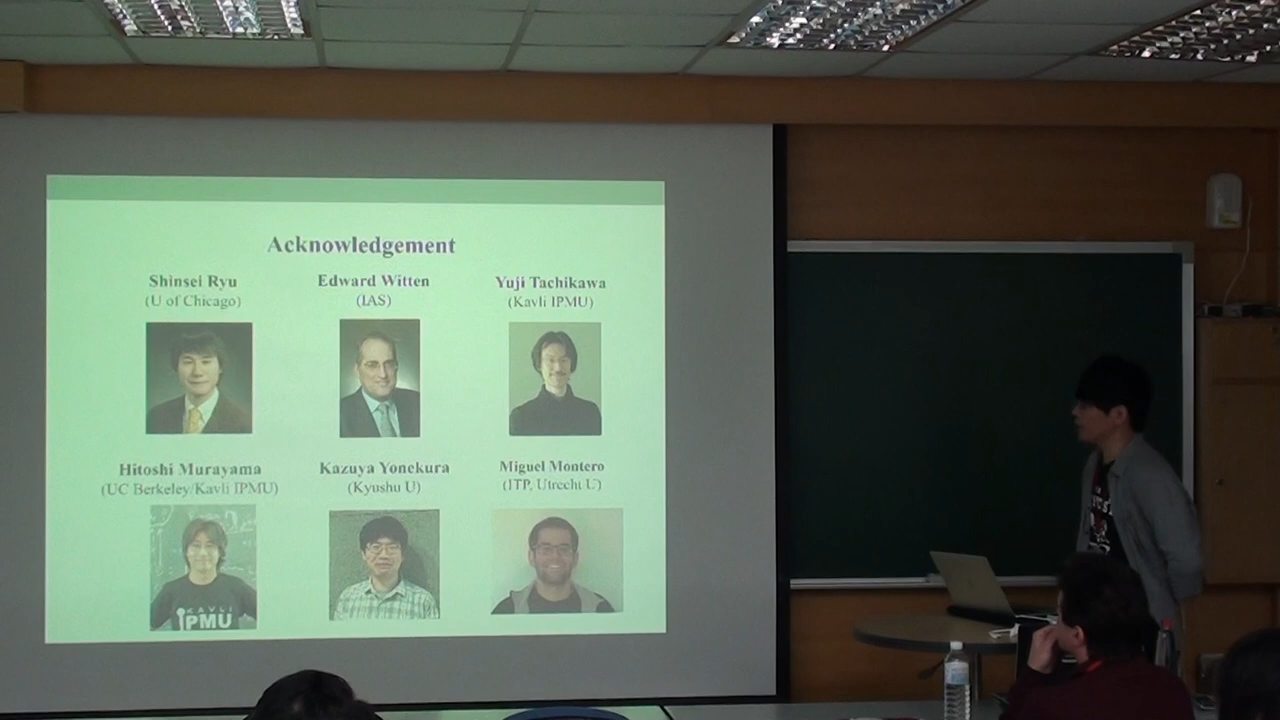 Acknowledgement
Shinsei Ryu
(U of Chicago)
Edward Witten
(IAS)
Yuji Tachikawa
(Kavli IPMU)
Hitoshi Murayama
(UC Berkeley/Kavli IPMU)
Kazuya Yonekura
(Kyushu U)
Miguel Montero
(ITP, Utrecht U)
KAVLI
IPMU